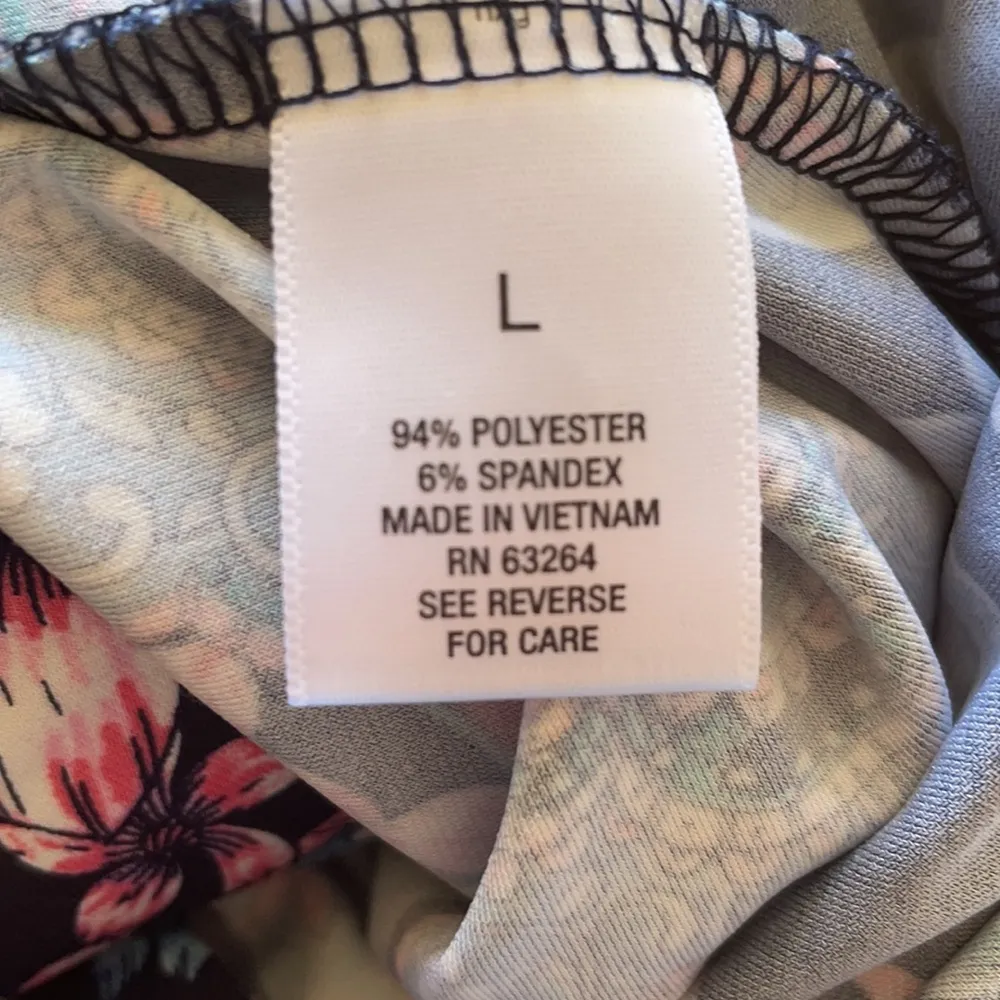 L
94% POLYESTER
6% SPANDEX
MADE IN VIETNAM
RN 63264
SEE REVERSE
FOR CARE